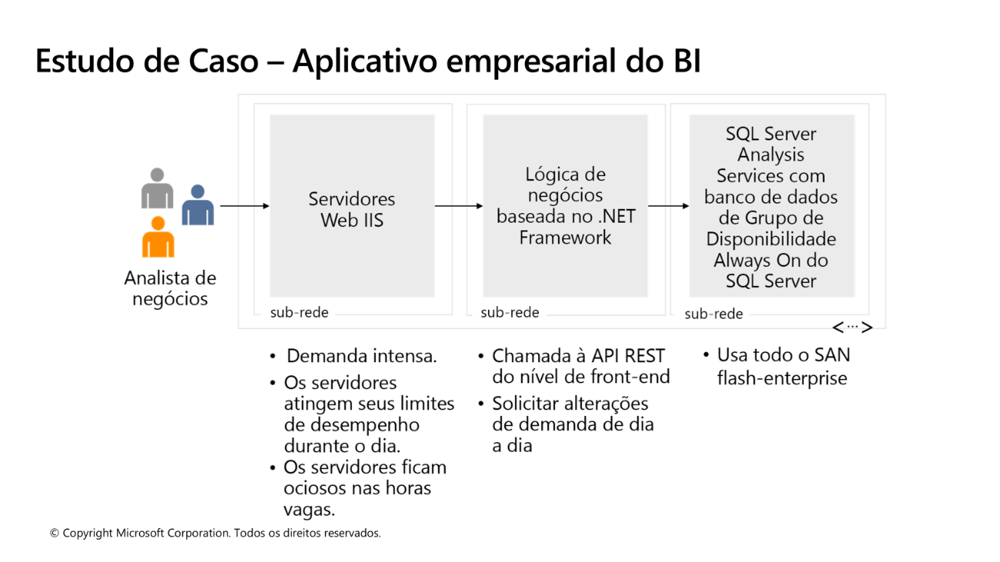 Estudo de Caso – Aplicativo empresarial do BI
Analista de
negócios
Servidores
Web IIS
sub-rede
Lógica de
negócios
baseada no .NET
Framework
sub-rede
SQL Server
Analysis
Services com
banco de dados
de Grupo de
Disponibilidade
Always On do
SQL Server
sub-rede
<···>
• Demanda intensa.
• Os servidores
atingem seus limites
de desempenho
durante o dia.
• Os servidores ficam
ociosos nas horas
vagas.
• Chamada à API REST
do nível de front-end
• Solicitar alterações
de demanda de dia
a dia
• Usa todo o SAN
flash-enterprise
© Copyright Microsoft Corporation. Todos os direitos reservados.